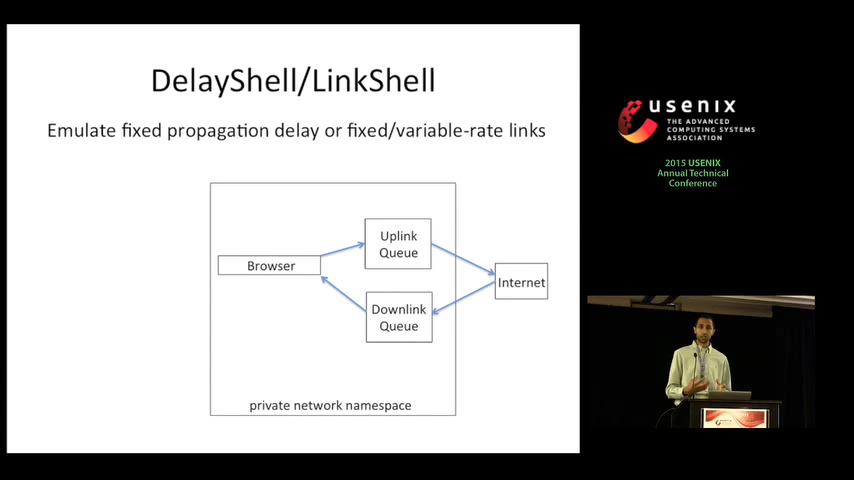 DelayShell/LinkShell
Emulate fixed propagation delay or fixed/variable-rate links
Uplink
Queue
Browser
Internet
Downlink
Queue
private network namespace
usenix
THE ADVANCED
COMPUTING SYSTEMS
ASSOCIATION
2015 USENIX
Annual Technical
Conference